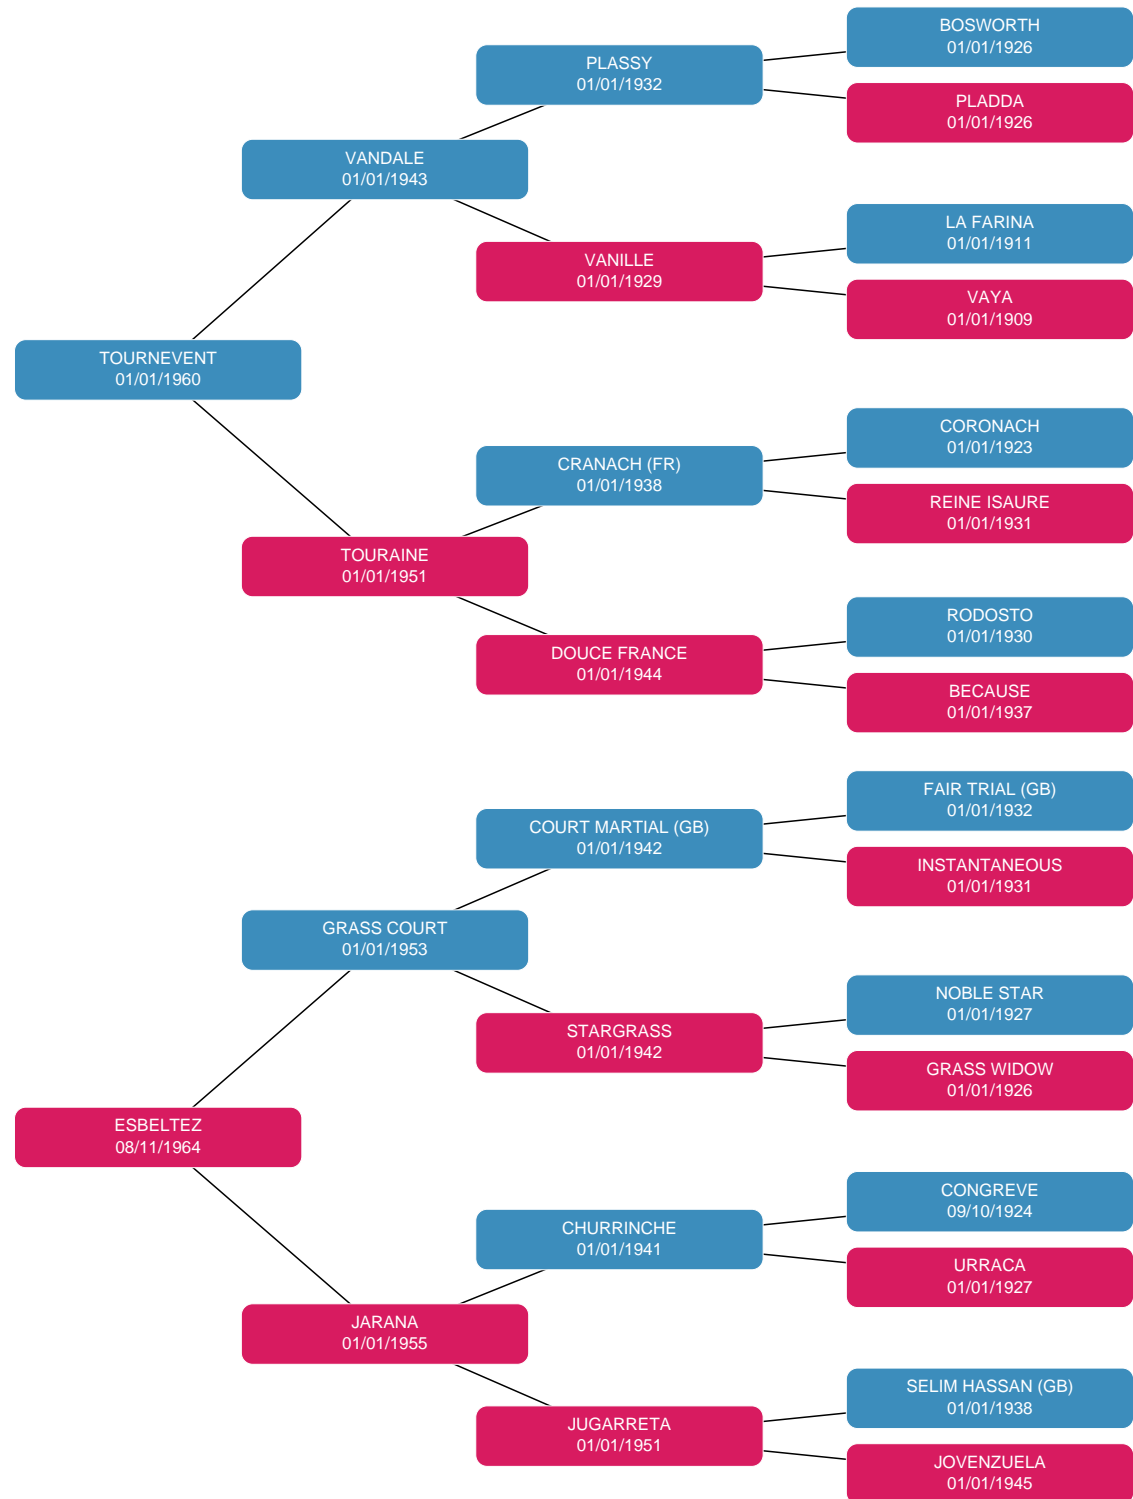 BOSWORTH
01/01/1926
PLASSY
01/01/1932
PLADDA
01/01/1926
VANDALE
01/01/1943
LA FARINA
01/01/1911
VANILLE
01/01/1929
VAYA
01/01/1909
TOURNEVENT
01/01/1960
CORONACH
01/01/1923
CRANACH (FR)
01/01/1938
REINE ISAURE
01/01/1931
TOURAINE
01/01/1951
RODOSTO
01/01/1930
DOUCE FRANCE
01/01/1944
BECAUSE
01/01/1937
FAIR TRIAL (GB)
01/01/1932
COURT MARTIAL (GB)
01/01/1942
INSTANTANEOUS
01/01/1931
GRASS COURT
01/01/1953
NOBLE STAR
01/01/1927
STARGRASS
01/01/1942
GRASS WIDOW
01/01/1926
ESBELTEZ
08/11/1964
CONGREVE
09/10/1924
CHURRINCHE
01/01/1941
URRACA
01/01/1927
JARANA
01/01/1955
SELIM HASSAN (GB)
01/01/1938
JUGARRETA
01/01/1951
JOVENZUELA
01/01/1945